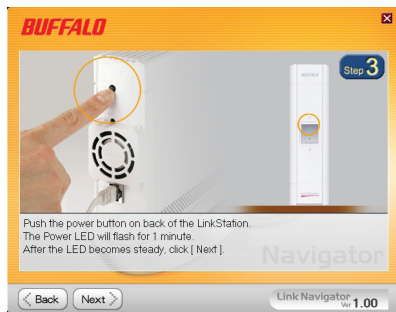 BUFFALO
Step 3
BUFFALO
Push the power button on back of the LinkStation.
The Power LED will flash for 1 minute.
After the LED becomes steady, click [ Next ].
Navigator
Back
Next
Link Navigator
Ver 1.00